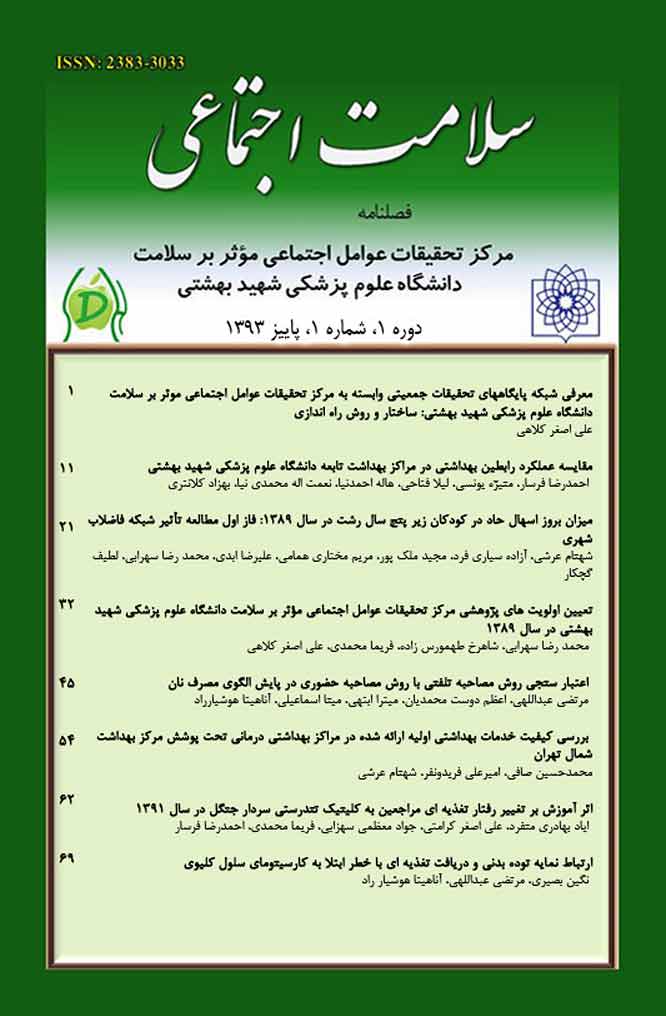 ISSN: 2383-3033
سلامت اجتماعی
فصلنامه
مرکز تحقیقات عوامل اجتماعی مؤثر بر سلامت
دانشگاه علوم پزشکی شهید بهشتی
دوره ۱، شماره ۱، پاییز ۱۳۹۳
D
معرفی شبکه پایگاههای تحقیقات جمعیتی وابسته به مرکز تحقیقات عوامل اجتماعی موثر بر سلامت ۱
دانشگاه علوم پزشکی شهید بهشتی: ساختار و روش راه اندازی
علی اصغر کلاهی
مقایسه عملکرد رابطین بهداشتی در مراکز بهداشت تابعه دانشگاه علوم پزشکی شهید بهشتی ۱۱
احمدرضا فرسار، منیژه یونسی، لیلا فتاحی، هاله احمدنیا، نعمت اله محمدی نیا، بهزاد کلانتری
میزان بروز اسهال حاد در کودکان زیر پنج سال رشت در سال ۱۳۸۹: فاز اول مطالعه تأثیر شبکه فاضلاب ۲۱
شهری
شهنام عرشی، آزاده سیاری فرد، مجید ملک پور، مریم مختاری همامی، علیرضا ابدی، محمد رضا سهرابی، لطیف
گچکار
تعیین اولویت های پژوهشی مرکز تحقیقات عوامل اجتماعی مؤثر بر سلامت دانشگاه علوم پزشکی شهید ۳۲
بهشتی در سال ۱۳۸۹
محمد رضا سهرابی، شاهرخ طهمورس زاده، فریما محمدی، علی اصغر کلاهی
اعتبار سنجی روش مصاحبه تلفنی با روش مصاحبه حضوری در پایش الگوی مصرف نان ۴۵
مرتضی عبداللهی، اعظم دوست محمدیان، میترا ابتهی، مینا اسماعیلی، آناهیتا هوشیارراد
بررسی کیفیت خدمات بهداشتی اولیه ارائه شده در مراکز بهداشتی درمانی تحت پوشش مرکز بهداشت ۵۴
شمال تهران
محمدحسین صافی، امیرعلی فریدونفر، شهنام عرشی
اثر آموزش بر تغییر رفتار تغذیه ای مراجعین به کلینیک تندرستی سردار جنگل در سال ۱۳۹۱ ۶۲
ایاد بهادری منفرد، علی اصغر کرامتی، جواد معظمی سهزابی، فریما محمدی، احمدرضا فرسار
ارتباط نمایه توده بدنی و دریافت تغذیه ای با خطر ابتلا به کارسینومای سلول کلیوی ۶۹
نگین بصیری، مرتضی عبداللهی، آناهیتا هوشیار راد